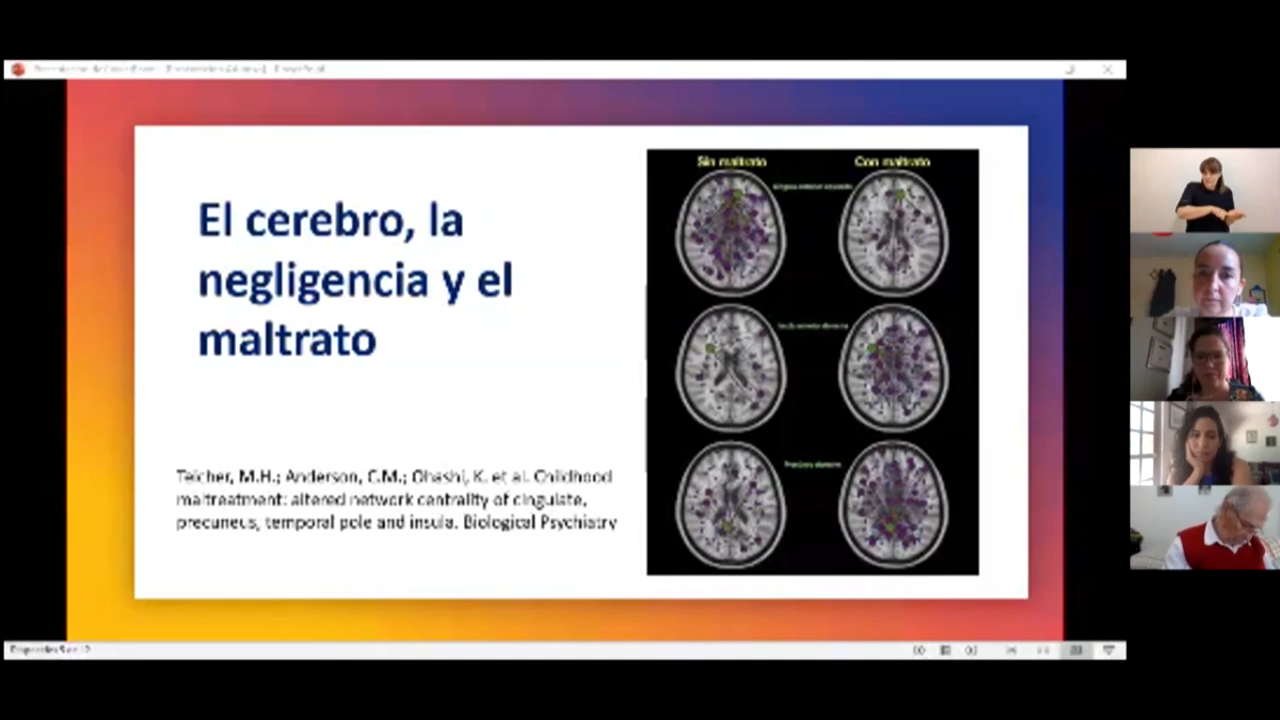 El cerebro, la
negligencia y el
maltrato
Teicher, M.H.; Anderson, C.M.; Ohashi, K. et al. Childhood
maltreatment: altered network centrality of cingulate,
precuneus, temporal pole and insula. Biological Psychiatry
Sin maltrato
Con maltrato